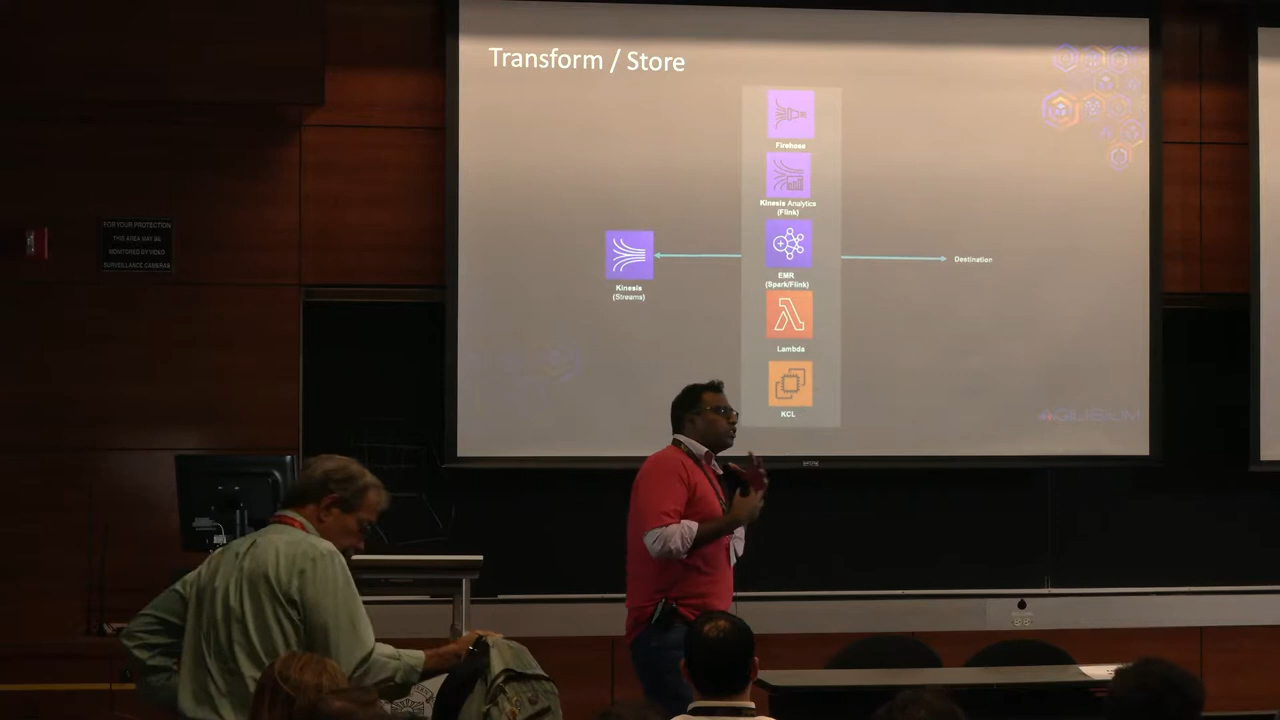 Transform / Store
Firehose
Kinesis Analytics
(Flink)
Kinesis
(Streams)
EMR
(Spark/Flink)
Destination
Lambda
KCL
AGILISIUM
FOR YOUR PROTECTION
THIS AREA MAY BE
MONITORED BY VIDEO
SURVEILLANCE CAMERAS